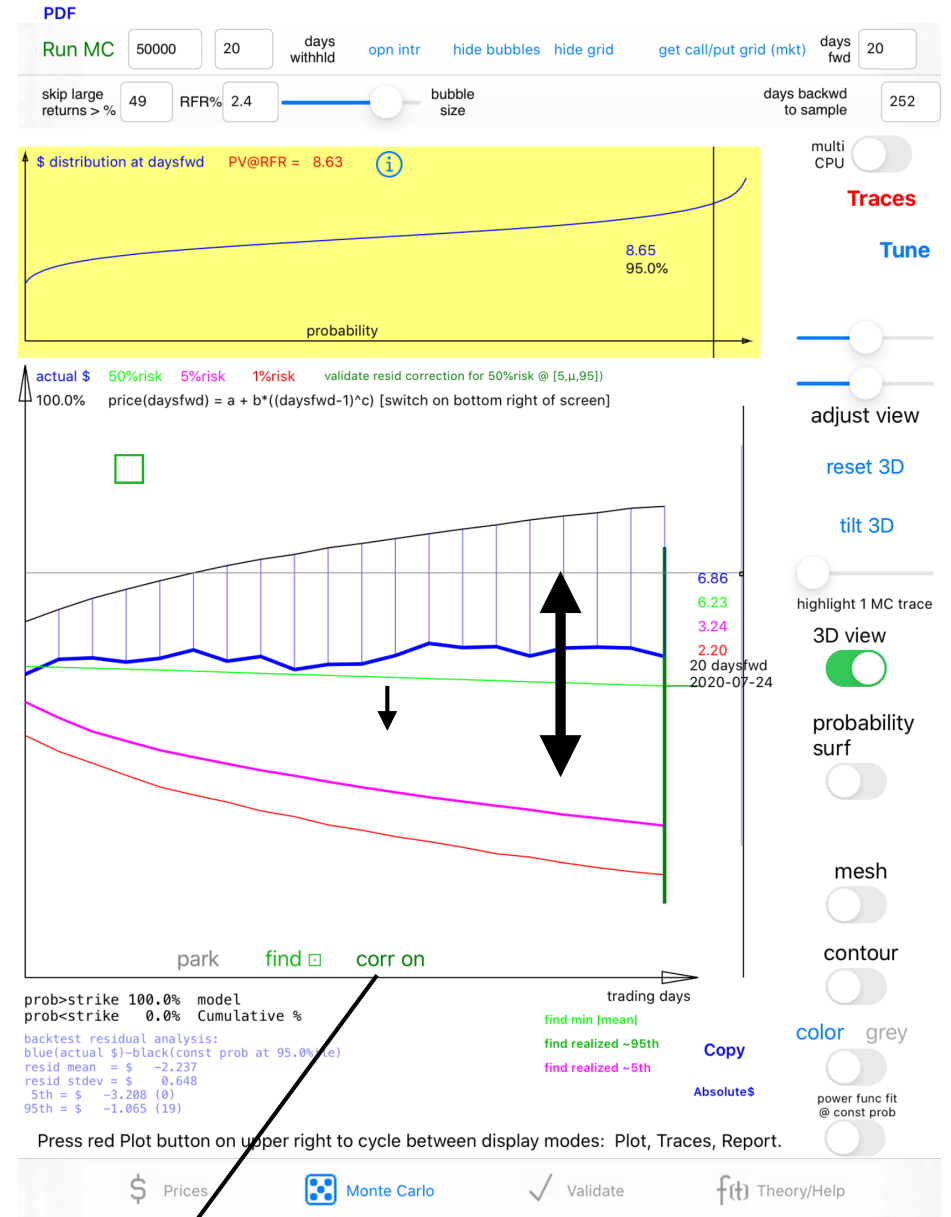 PDF
Run MC 50000 20 days withhld opn intr hide bubbles hide grid get call/put grid (mkt) days fwd 20
skip large returns > % 49 RFR% 2.4 bubble size days backwd to sample 252
$ distribution at daysfwd PV@RFR = 8.63 i
multi CPU
Traces
Tune
8.65
95.0%
probability
actual $ 50%risk 5%risk 1%risk validate resid correction for 50%risk @ [5,μ,95])
100.0% price(daysfwd) = a + b*((daysfwd-1)^c) [switch on bottom right of screen]
adjust view
reset 3D
tilt 3D
6.86
6.23
3.24
2.20
20 daysfwd
2020-07-24
highlight 1 MC trace
3D view
probability
surf
mesh
contour
park find ⊡ corr on
trading days
prob>strike 100.0% model
prob<strike 0.0% Cumulative %
backtest residual analysis:
blue(actual $)-black(const prob at 95.0%ile)
resid mean = $ -2.237
resid stdev = $ 0.648
5th = $ -3.208 (0)
95th = $ -1.065 (19)
find min |mean|
find realized ~95th
find realized ~5th
Copy
Absolute$
color grey
power func fit
@ const prob
Press red Plot button on upper right to cycle between display modes: Plot, Traces, Report.
$ Prices Monte Carlo Validate f(t) Theory/Help